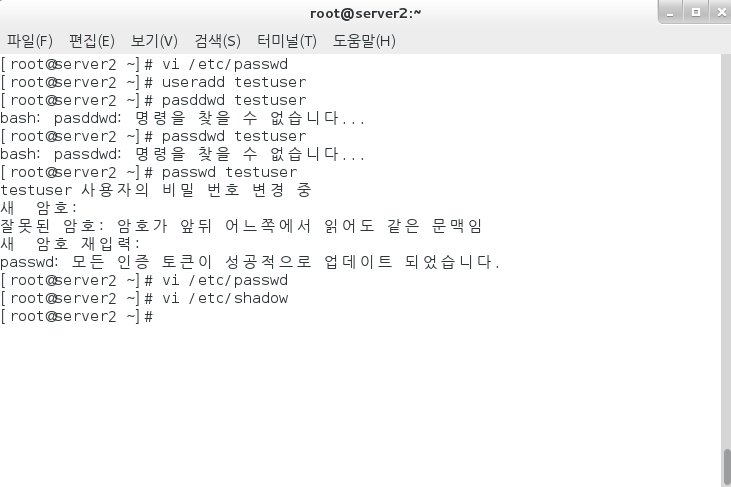 root@server2:~
파일(F) 편집(E) 보기(V) 검색(S) 터미널(T) 도움말(H)
[root@server2 ~]# vi /etc/passwd
[root@server2 ~]# useradd testuser
[root@server2 ~]# pasddwd testuser
bash: pasddwd: 명령을 찾을 수 없습니다...
[root@server2 ~]# passdwd testuser
bash: passdwd: 명령을 찾을 수 없습니다...
[root@server2 ~]# passwd testuser
testuser 사용자의 비밀 번호 변경 중
새 암호:
잘못된 암호: 암호가 앞뒤 어느쪽에서 읽어도 같은 문맥임
새 암호 재입력:
passwd: 모든 인증 토큰이 성공적으로 업데이트 되었습니다.
[root@server2 ~]# vi /etc/passwd
[root@server2 ~]# vi /etc/shadow
[root@server2 ~]#